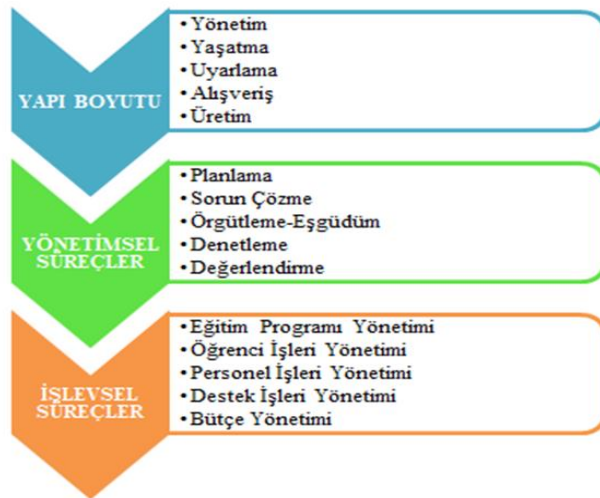 YAPI BOYUTU
• Yönetim
• Yaşatma
• Uyarlama
• Alışveriş
• Üretim
YÖNETİMSEL
SÜREÇLER
• Planlama
• Sorun Çözme
• Örgütleme-Eşgüdüm
• Denetleme
• Değerlendirme
İŞLEVSEL
SÜREÇLER
• Eğitim Programı Yönetimi
• Öğrenci İşleri Yönetimi
• Personel İşleri Yönetimi
• Destek İşleri Yönetimi
• Bütçe Yönetimi